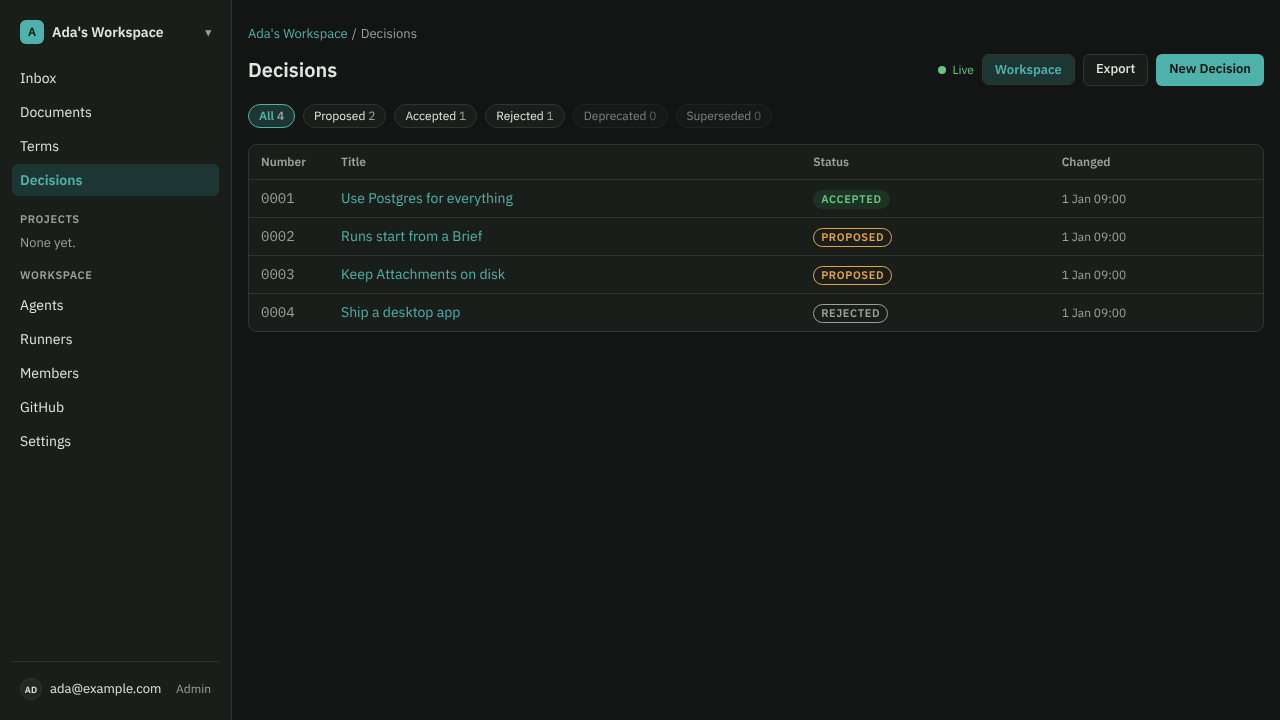 A Ada's Workspace ▾
Inbox
Documents
Terms
Decisions
PROJECTS
None yet.
WORKSPACE
Agents
Runners
Members
GitHub
Settings
AD ada@example.com Admin
Ada's Workspace / Decisions
Decisions
Live Workspace Export New Decision
All 4 Proposed 2 Accepted 1 Rejected 1 Deprecated 0 Superseded 0
Number Title Status Changed
0001 Use Postgres for everything ACCEPTED 1 Jan 09:00
0002 Runs start from a Brief PROPOSED 1 Jan 09:00
0003 Keep Attachments on disk PROPOSED 1 Jan 09:00
0004 Ship a desktop app REJECTED 1 Jan 09:00